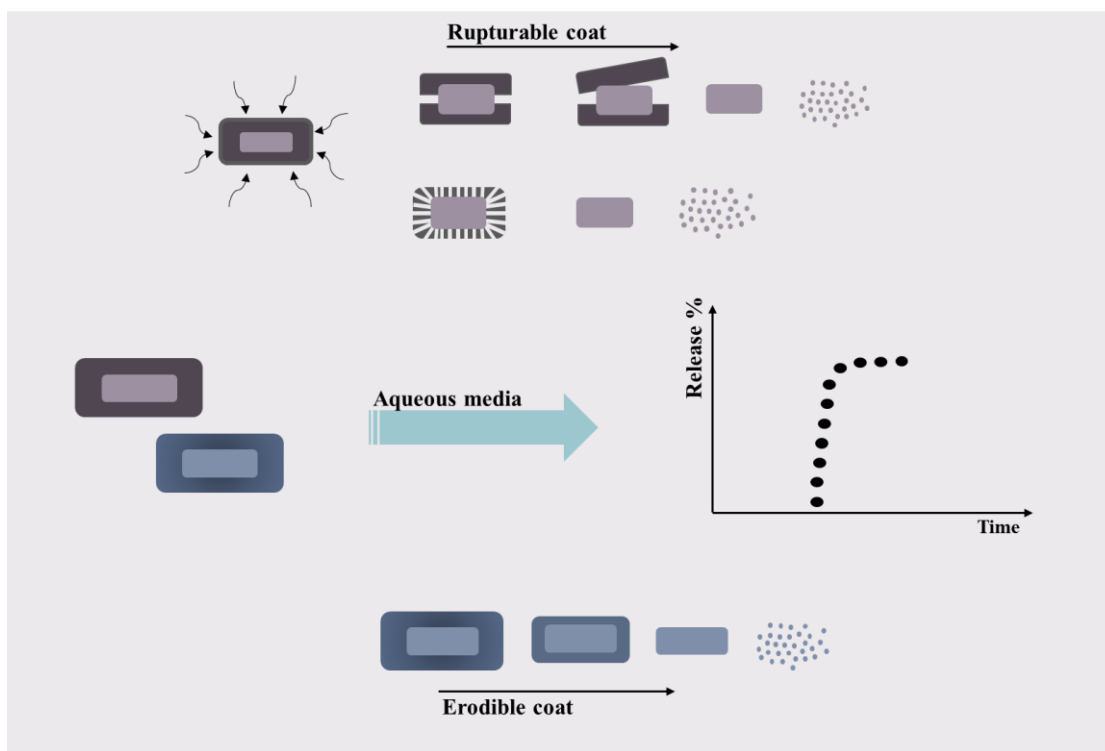 Rupturable coat
Aqueous media
Release %
Time
Erodible coat